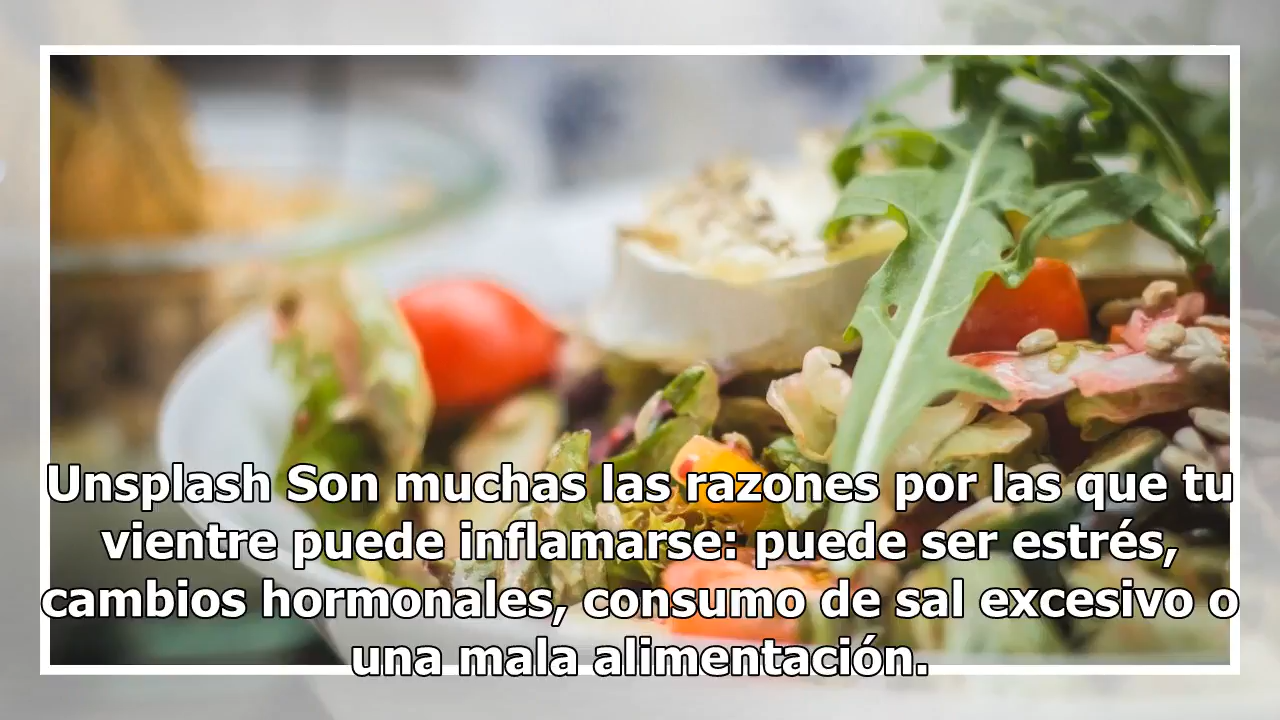 Unsplash Son muchas las razones por las que tu
vientre puede inflamarse: puede ser estrés,
cambios hormonales, consumo de sal excesivo o
una mala alimentación.